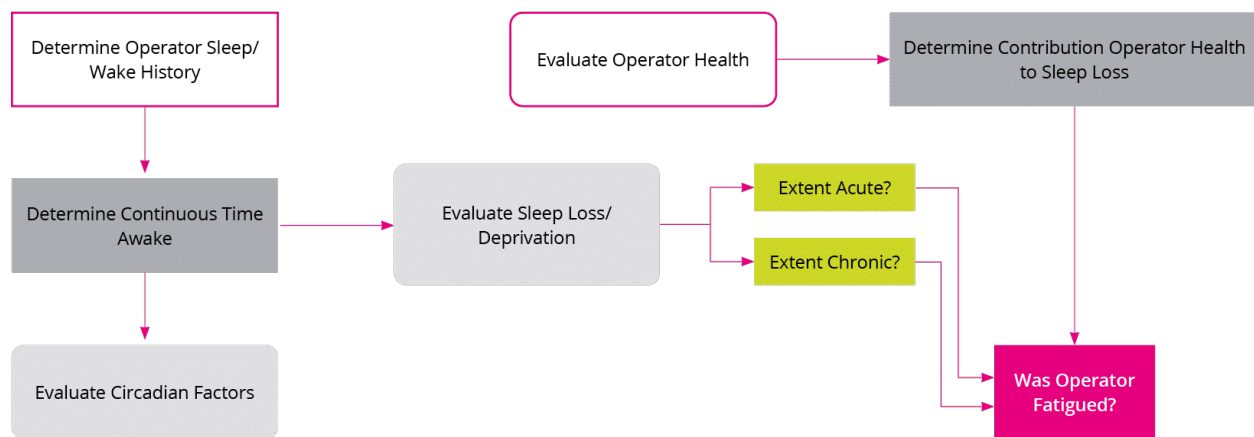 Determine Operator Sleep/
Wake History
Evaluate Operator Health
Determine Contribution Operator Health
to Sleep Loss
Determine Continuous Time
Awake
Evaluate Sleep Loss/
Deprivation
Extent Acute?
Extent Chronic?
Evaluate Circadian Factors
Was Operator
Fatigued?